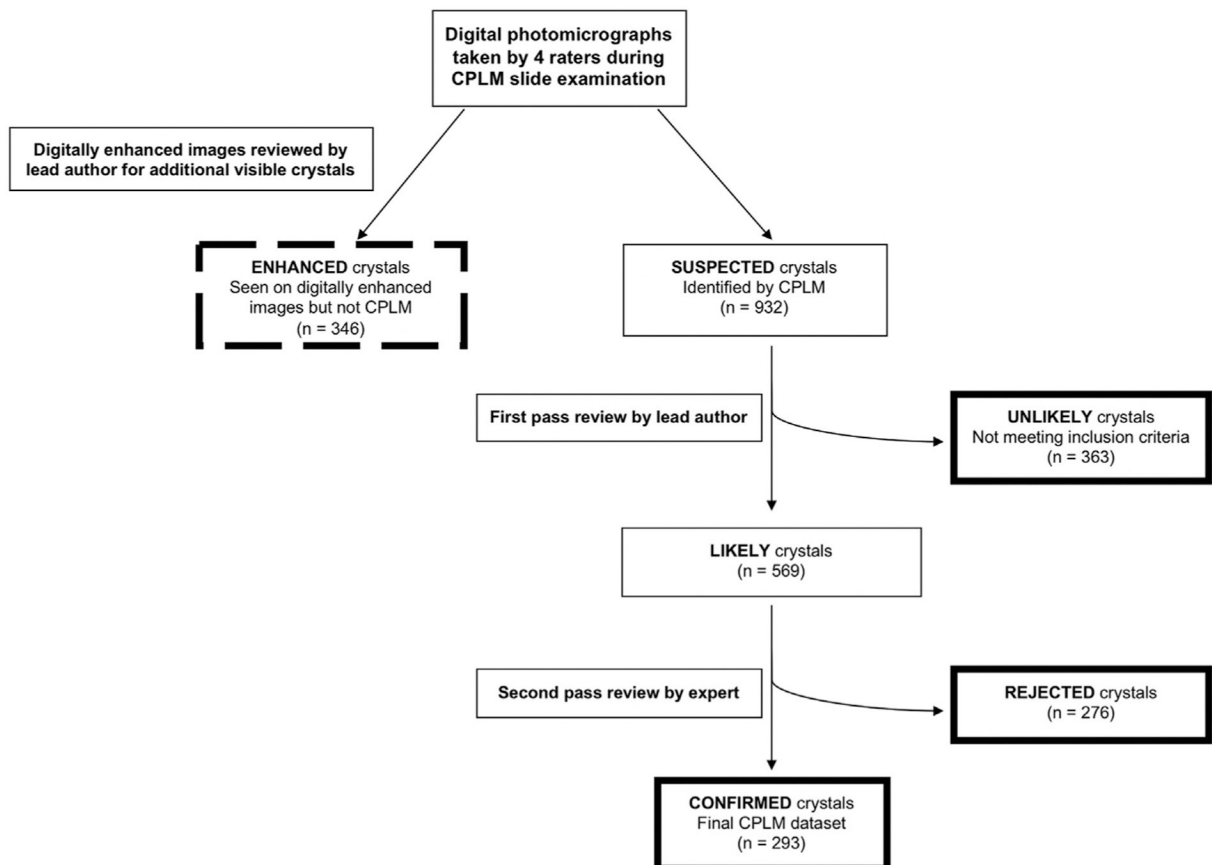 Digital photomicrographs
taken by 4 raters during
CPLM slide examination
Digitally enhanced images reviewed by
lead author for additional visible crystals
ENHANCED crystals
Seen on digitally enhanced
images but not CPLM
(n = 346)
SUSPECTED crystals
Identified by CPLM
(n = 932)
First pass review by lead author
UNLIKELY crystals
Not meeting inclusion criteria
(n = 363)
LIKELY crystals
(n = 569)
Second pass review by expert
REJECTED crystals
(n = 276)
CONFIRMED crystals
Final CPLM dataset
(n = 293)